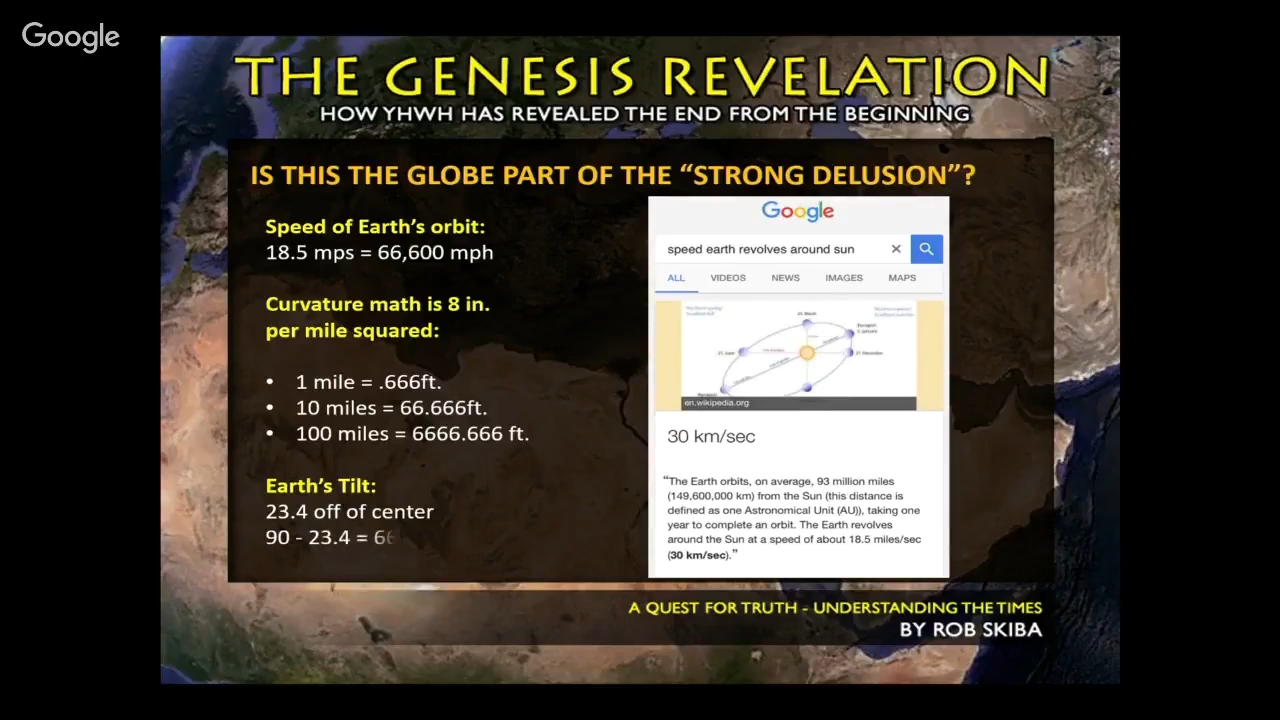 Google
THE GENESIS REVELATION
HOW YHWH HAS REVEALED THE END FROM THE BEGINNING
IS THIS THE GLOBE PART OF THE “STRONG DELUSION”?
Speed of Earth’s orbit:
18.5 mps = 66,600 mph
Curvature math is 8 in.
per mile squared:
• 1 mile = .666ft.
• 10 miles = 66.666ft.
• 100 miles = 6666.666 ft.
Earth’s Tilt:
23.4 off of center
90 - 23.4 = 66
Google
speed earth revolves around sun
ALL VIDEOS NEWS IMAGES MAPS
en.wikipedia.org
30 km/sec
“The Earth orbits, on average, 93 million miles
(149,600,000 km) from the Sun (this distance is
defined as one Astronomical Unit (AU)), taking one
year to complete an orbit. The Earth revolves
around the Sun at a speed of about 18.5 miles/sec
(30 km/sec).”
A QUEST FOR TRUTH - UNDERSTANDING THE TIMES
BY ROB SKIBA